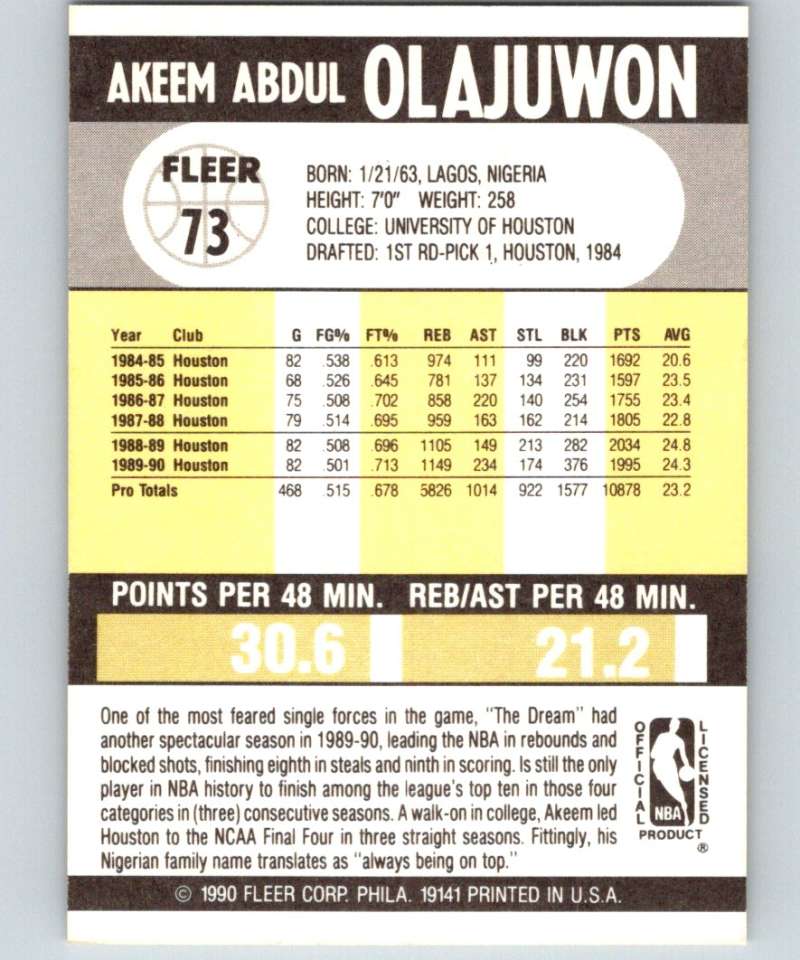 AKEEM ABDUL OLAJUWON
FLEER
73
BORN: 1/21/63, LAGOS, NIGERIA
HEIGHT: 7'0" WEIGHT: 258
COLLEGE: UNIVERSITY OF HOUSTON
DRAFTED: 1ST RD-PICK 1, HOUSTON, 1984
Year Club G FG% FT% REB AST STL BLK PTS AVG
1984-85 Houston 82 .538 .613 974 111 99 220 1692 20.6
1985-86 Houston 68 .526 .645 781 137 134 231 1597 23.5
1986-87 Houston 75 .508 .702 858 220 140 254 1755 23.4
1987-88 Houston 79 .514 .695 959 163 162 214 1805 22.8
1988-89 Houston 82 .508 .696 1105 149 213 282 2034 24.8
1989-90 Houston 82 .501 .713 1149 234 174 376 1995 24.3
Pro Totals 468 .515 .678 5826 1014 922 1577 10878 23.2
POINTS PER 48 MIN. REB/AST PER 48 MIN.
30.6 21.2
One of the most feared single forces in the game, "The Dream" had
another spectacular season in 1989-90, leading the NBA in rebounds and
blocked shots, finishing eighth in steals and ninth in scoring. Is still the only
player in NBA history to finish among the league's top ten in those four
categories in (three) consecutive seasons. A walk-on in college, Akeem led
Houston to the NCAA Final Four in three straight seasons. Fittingly, his
Nigerian family name translates as "always being on top."
OFFICIAL
LICENSED
NBA
PRODUCT
®
© 1990 FLEER CORP. PHILA. 19141 PRINTED IN U.S.A.